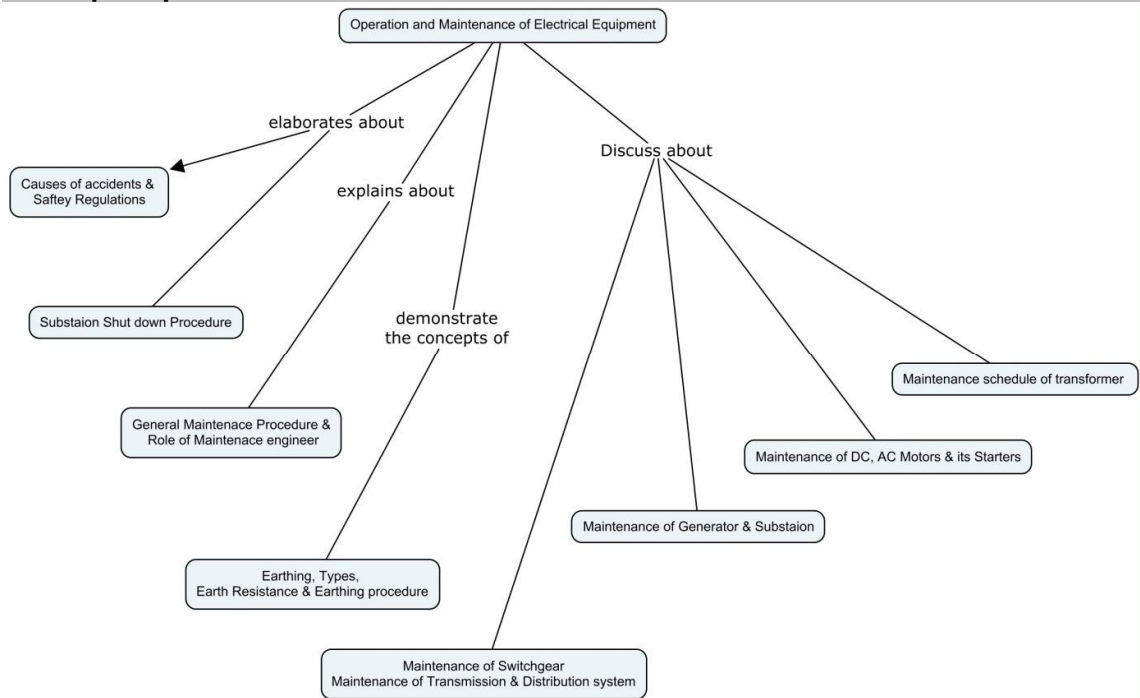 Operation and Maintenance of Electrical Equipment
elaborates about
Discuss about
Causes of accidents &
Saftey Regulations
explains about
Substaion Shut down Procedure
demonstrate
the concepts of
Maintenance schedule of transformer
General Maintenace Procedure &
Role of Maintenace engineer
Maintenance of DC, AC Motors & its Starters
Maintenance of Generator & Substaion
Earthing, Types,
Earth Resistance & Earthing procedure
Maintenance of Switchgear
Maintenance of Transmission & Distribution system